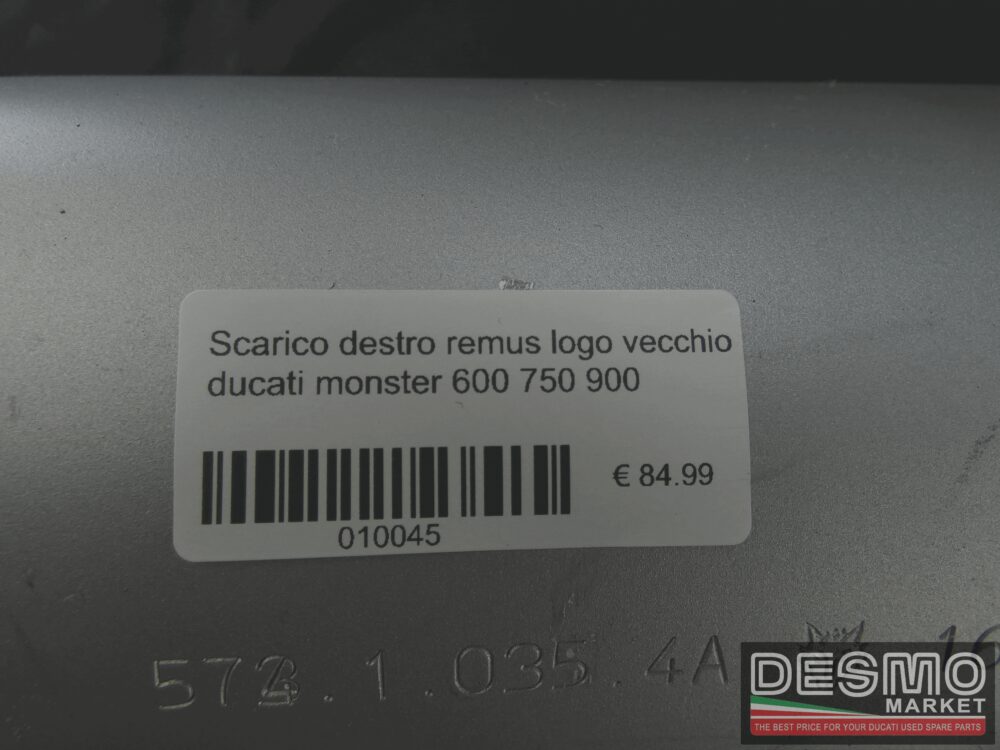 Scarico destro remus logo vecchio
ducati monster 600 750 900
€ 84.99
010045
.1.035.4A
16
DESMO
MARKET
THE BEST PRICE FOR YOUR DUCATI USED SPARE PARTS